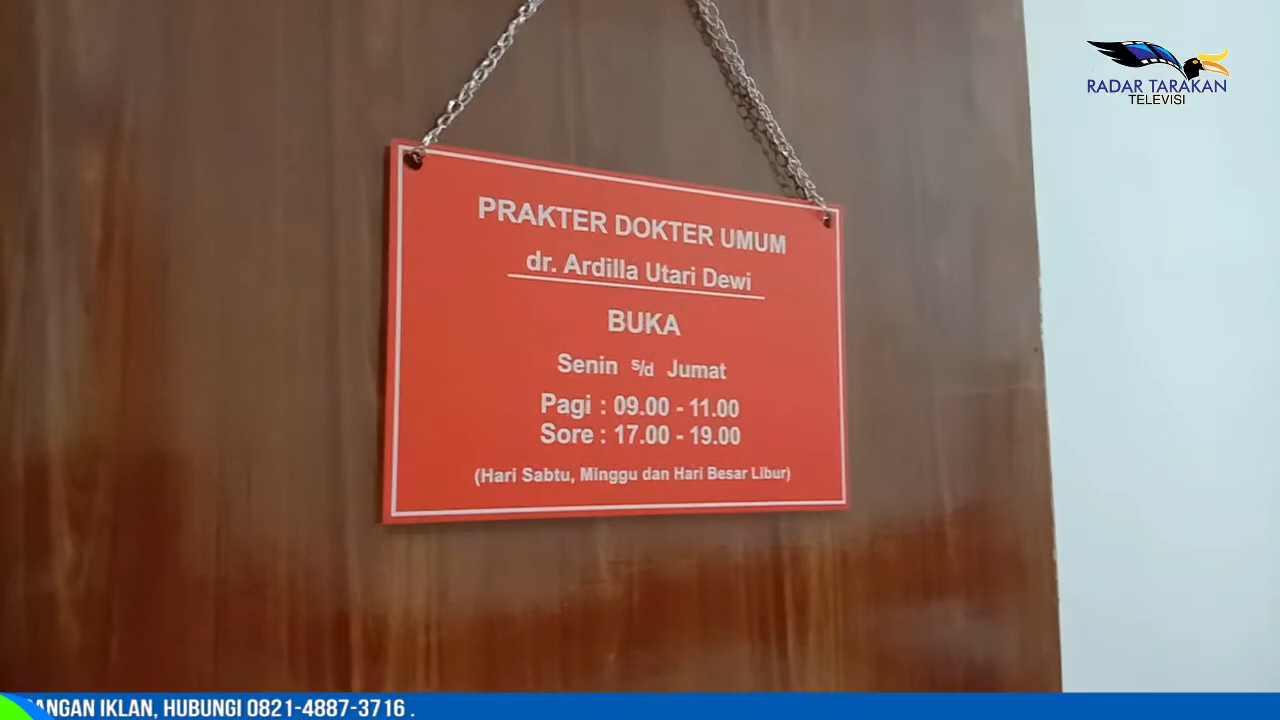 RADAR TARAKAN
TELEVISI
PRAKTER DOKTER UMUM
dr. Ardilla Utari Dewi
BUKA
Senin s/d Jumat
Pagi : 09.00 - 11.00
Sore : 17.00 - 19.00
(Hari Sabtu, Minggu dan Hari Besar Libur)
IKLAN, HUBUNGI 0821-4887-3716 .